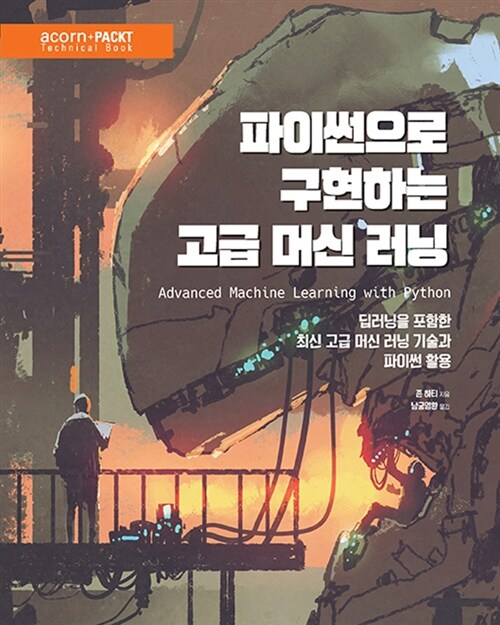 acorn+PACKT
Technical Book
파이썬으로
구현하는
고급 머신 러닝
Advanced Machine Learning with Python
딥러닝을 포함한
최신 고급 머신 러닝 기술과
파이썬 활용
존 하티 지음
남궁영환 옮김